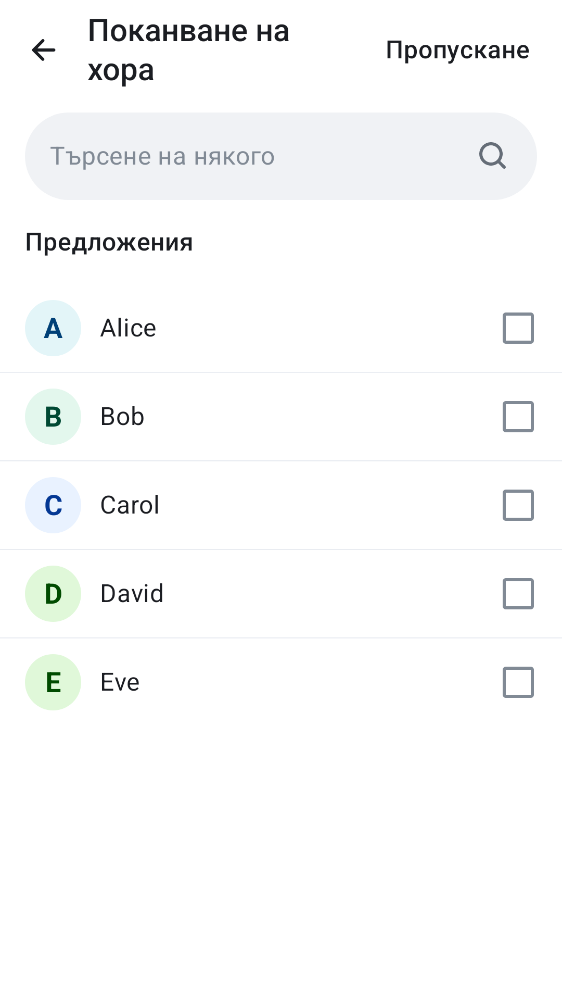 Поканване на
хора
Пропускане
Търсене на някого
Предложения
A Alice
B Bob
C Carol
D David
E Eve